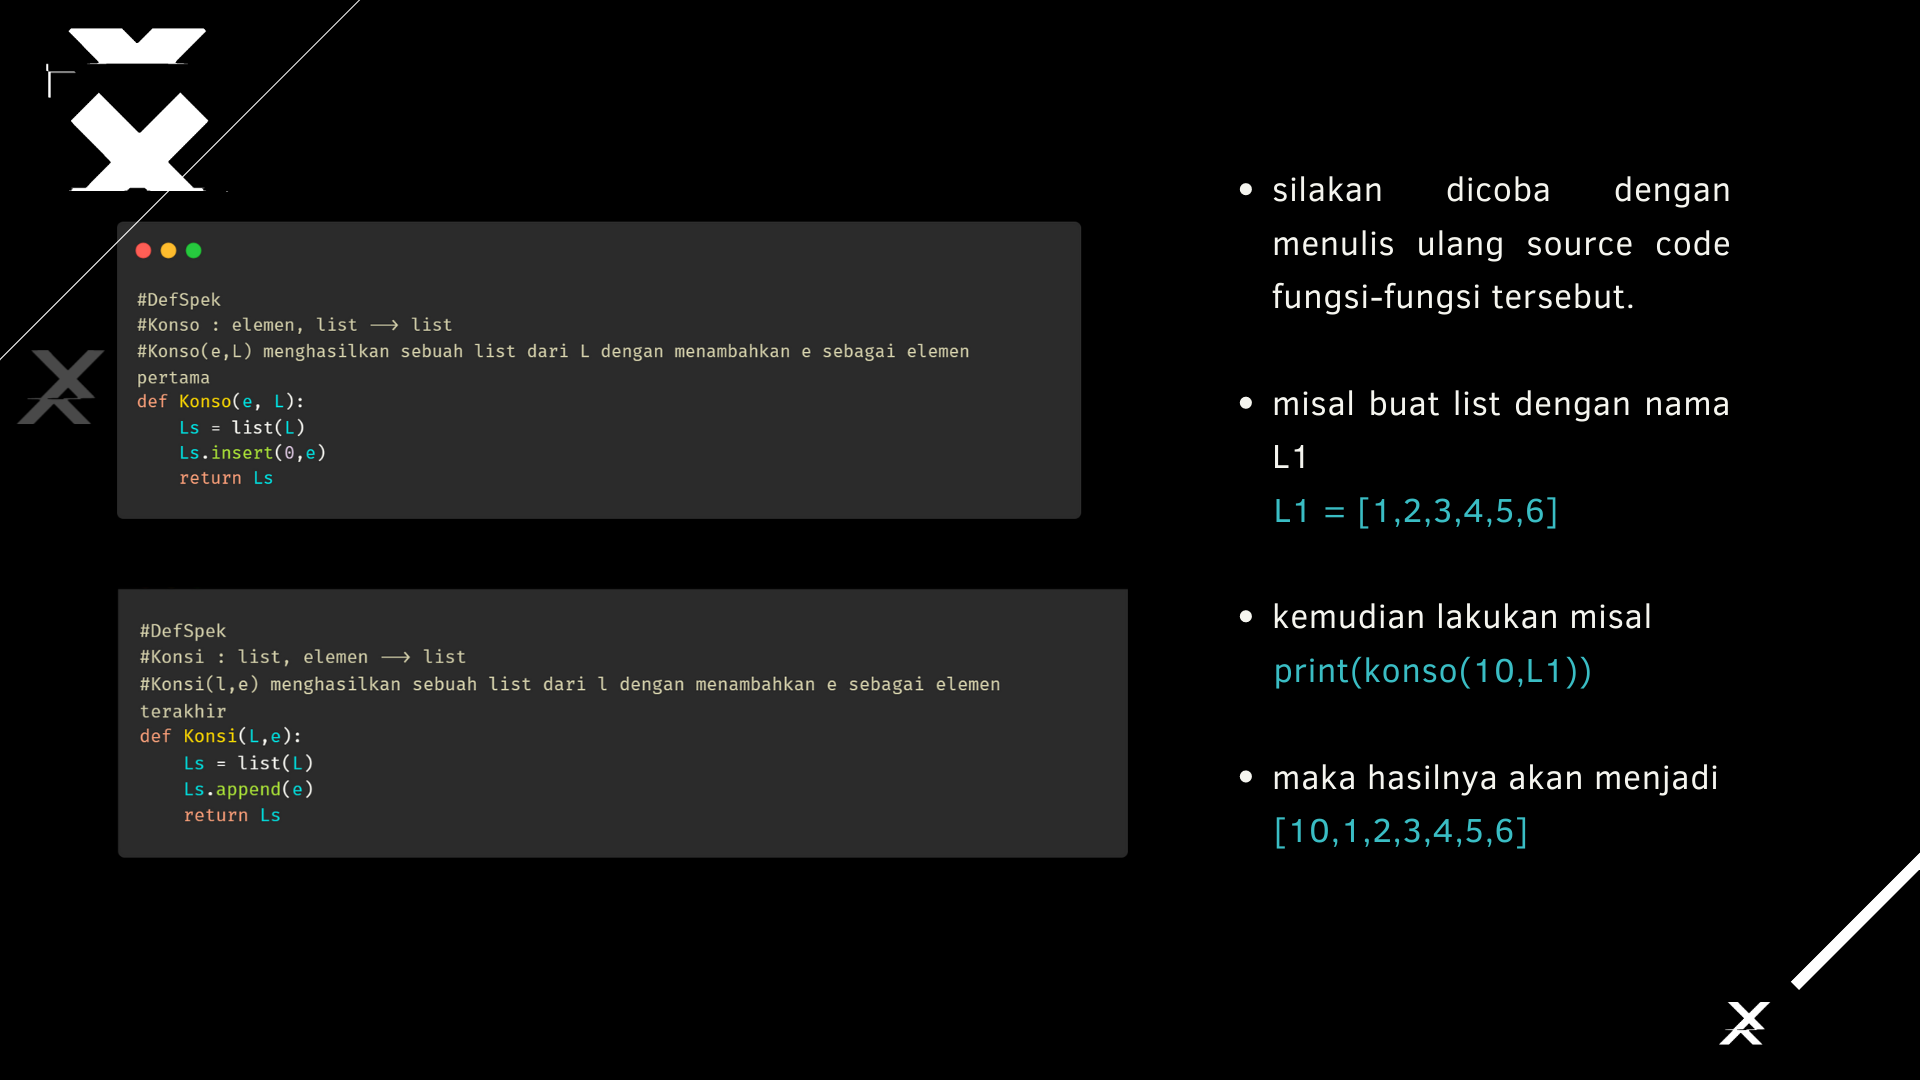 #DefSpek
#Konso : elemen, list ⟶ list
#Konso(e,L) menghasilkan sebuah list dari L dengan menambahkan e sebagai elemen
pertama
def Konso(e, L):
    Ls = list(L)
    Ls.insert(0,e)
    return Ls
#DefSpek
#Konsi : list, elemen ⟶ list
#Konsi(l,e) menghasilkan sebuah list dari l dengan menambahkan e sebagai elemen
terakhir
def Konsi(L,e):
    Ls = list(L)
    Ls.append(e)
    return Ls
• silakan dicoba dengan
menulis ulang source code
fungsi-fungsi tersebut.
• misal buat list dengan nama
L1
L1 = [1,2,3,4,5,6]
• kemudian lakukan misal
print(konso(10,L1))
• maka hasilnya akan menjadi
[10,1,2,3,4,5,6]